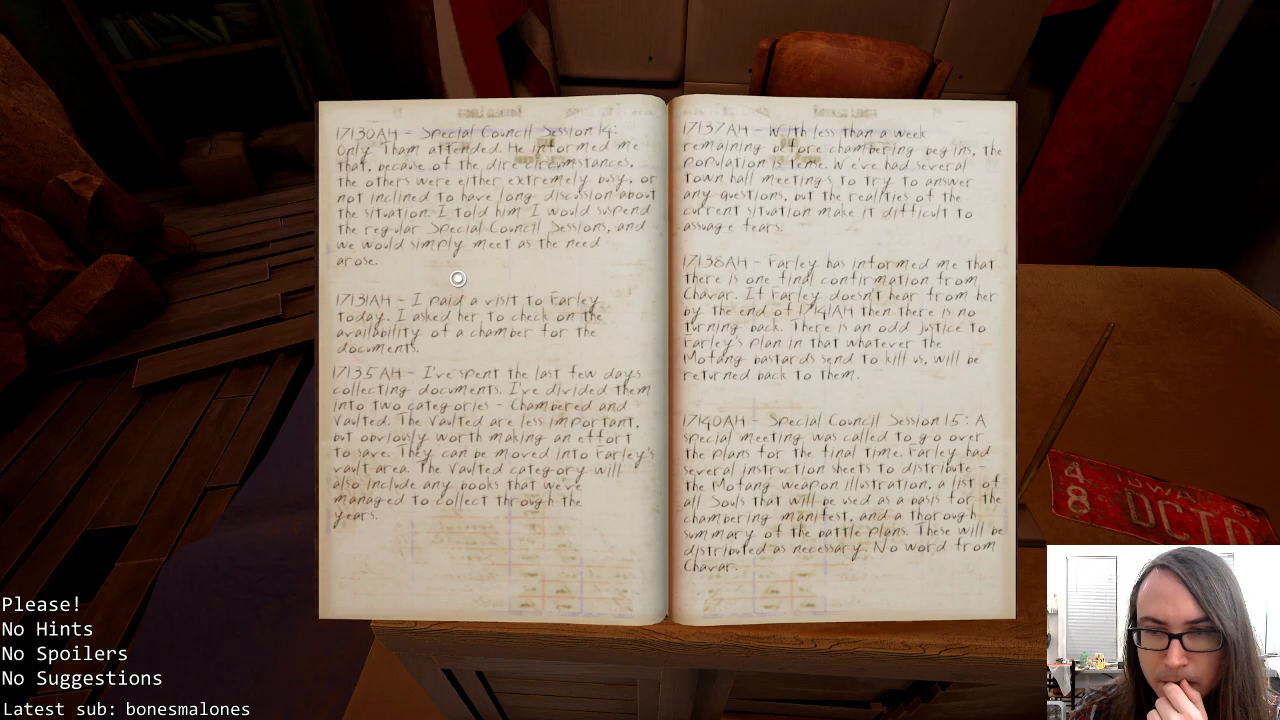 17130AH - Special Council Session 14:
Only Tham attended. He informed me
that, because of the dire circumstances,
the others were either extremely busy, or
not inclined to have long discussion about
the situation. I told him I would suspend
the regular Special Council Sessions, and
we would simply meet as the need
arose.
17131AH - I paid a visit to Farley
today. I asked her to check on the
availability of a chamber for the
documents.
17135AH - I've spent the last few days
collecting documents. I've divided them
into two categories - Chambered and
Vaulted. The Vaulted are less important,
but obviously worth making an effort
to save. They can be moved into Farley's
vault area. The Vaulted category will
also include any books that we've
managed to collect through the
years.
17137AH - With less than a week
remaining before chambering begins, the
population is tense. We've had several
town hall meetings to try to answer
any questions, but the realities of the
current situation make it difficult to
assuage fears.
17138AH - Farley has informed me that
there is one final confirmation from
Chavar. If Farley doesn't hear from her
by the end of 17141AH then there is no
turning back. There is an odd justice to
Farley's plan in that whatever the
Mofang bastards send to kill us, will be
returned back to them.
17140AH - Special Council Session 15: A
special meeting was called to go over
the plans for the final time. Farley had
several instruction sheets to distribute -
the Mofang weapon illustration, a list of
all Souls that will be used as a basis for the
chambering manifest, and a thorough
summary of the battle plans. These will be
distributed as necessary. No word from
Chavar.
48 IOWA
DCTO
Please!
No Hints
No Spoilers
No Suggestions
Latest sub: bonesmalones